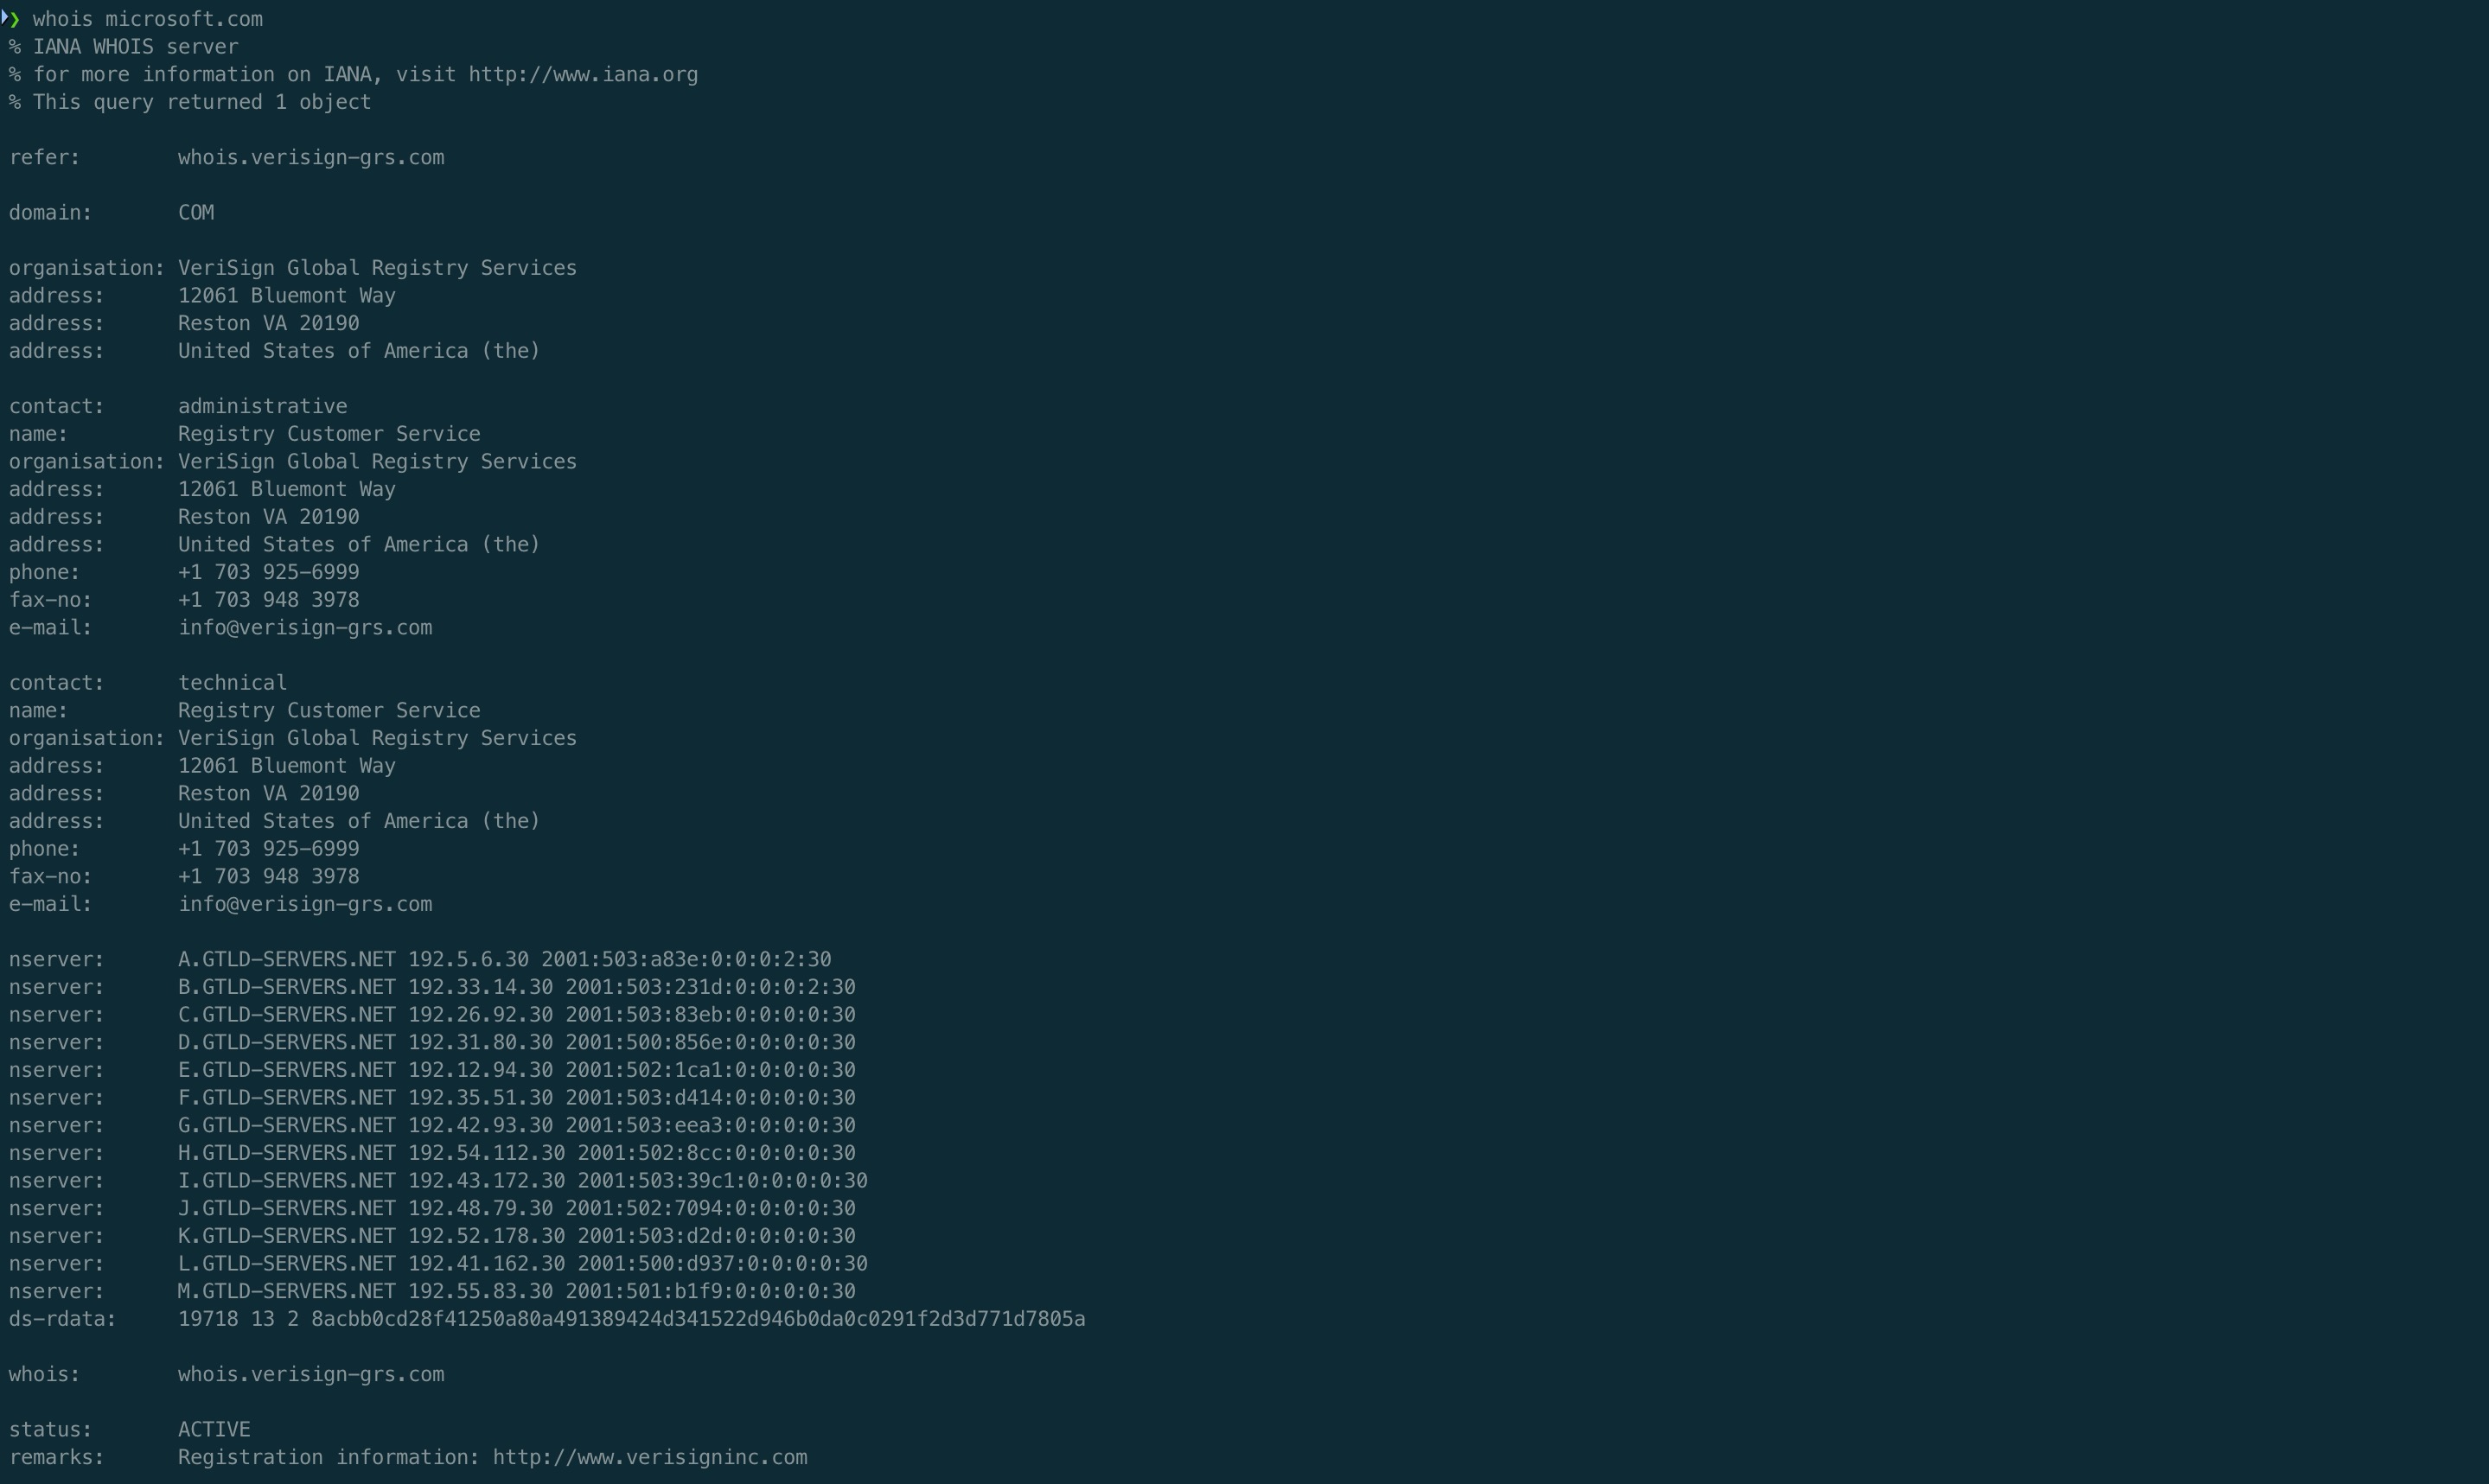 ❯ whois microsoft.com
% IANA WHOIS server
% for more information on IANA, visit http://www.iana.org
% This query returned 1 object

refer:        whois.verisign-grs.com

domain:       COM

organisation: VeriSign Global Registry Services
address:      12061 Bluemont Way
address:      Reston VA 20190
address:      United States of America (the)

contact:      administrative
name:         Registry Customer Service
organisation: VeriSign Global Registry Services
address:      12061 Bluemont Way
address:      Reston VA 20190
address:      United States of America (the)
phone:        +1 703 925-6999
fax-no:       +1 703 948 3978
e-mail:       info@verisign-grs.com

contact:      technical
name:         Registry Customer Service
organisation: VeriSign Global Registry Services
address:      12061 Bluemont Way
address:      Reston VA 20190
address:      United States of America (the)
phone:        +1 703 925-6999
fax-no:       +1 703 948 3978
e-mail:       info@verisign-grs.com

nserver:      A.GTLD-SERVERS.NET 192.5.6.30 2001:503:a83e:0:0:0:2:30
nserver:      B.GTLD-SERVERS.NET 192.33.14.30 2001:503:231d:0:0:0:2:30
nserver:      C.GTLD-SERVERS.NET 192.26.92.30 2001:503:83eb:0:0:0:0:30
nserver:      D.GTLD-SERVERS.NET 192.31.80.30 2001:500:856e:0:0:0:0:30
nserver:      E.GTLD-SERVERS.NET 192.12.94.30 2001:502:1ca1:0:0:0:0:30
nserver:      F.GTLD-SERVERS.NET 192.35.51.30 2001:503:d414:0:0:0:0:30
nserver:      G.GTLD-SERVERS.NET 192.42.93.30 2001:503:eea3:0:0:0:0:30
nserver:      H.GTLD-SERVERS.NET 192.54.112.30 2001:502:8cc:0:0:0:0:30
nserver:      I.GTLD-SERVERS.NET 192.43.172.30 2001:503:39c1:0:0:0:0:30
nserver:      J.GTLD-SERVERS.NET 192.48.79.30 2001:502:7094:0:0:0:0:30
nserver:      K.GTLD-SERVERS.NET 192.52.178.30 2001:503:d2d:0:0:0:0:30
nserver:      L.GTLD-SERVERS.NET 192.41.162.30 2001:500:d937:0:0:0:0:30
nserver:      M.GTLD-SERVERS.NET 192.55.83.30 2001:501:b1f9:0:0:0:0:30
ds-rdata:     19718 13 2 8acbb0cd28f41250a80a491389424d341522d946b0da0c0291f2d3d771d7805a

whois:        whois.verisign-grs.com

status:       ACTIVE
remarks:      Registration information: http://www.verisigninc.com